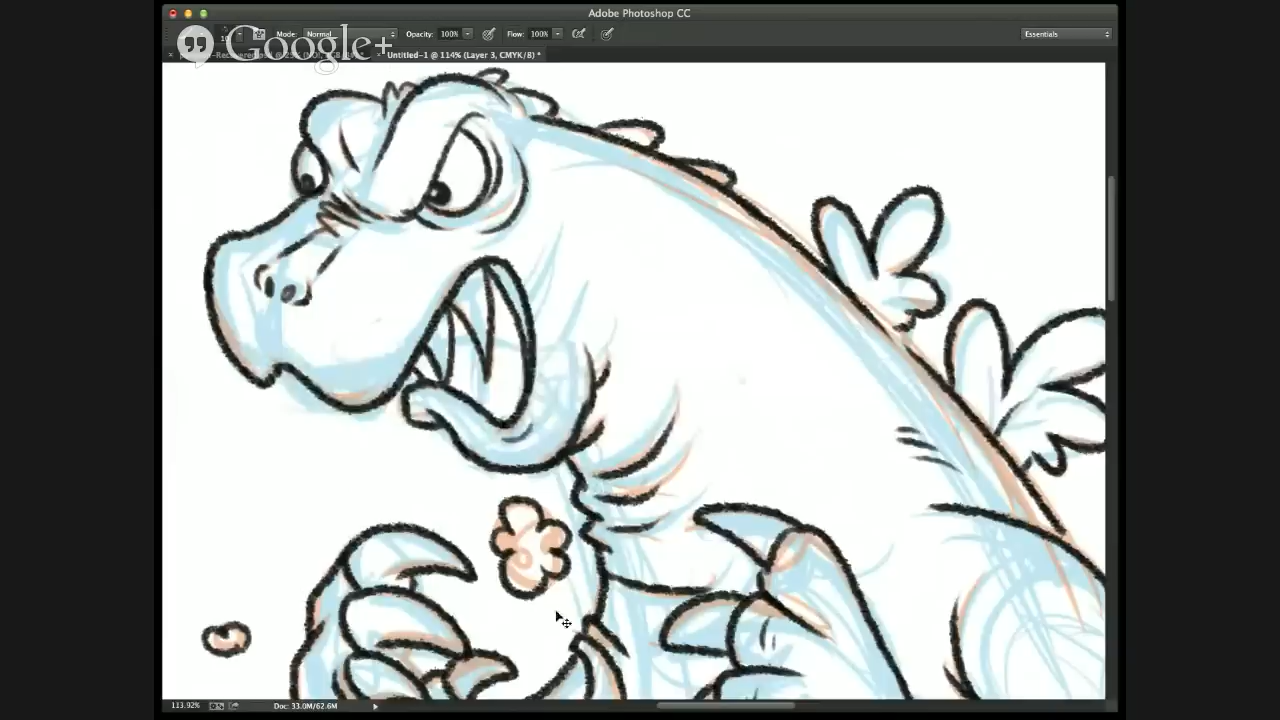 Adobe Photoshop CC
Mode: Normal Opacity: 100% Flow: 100% Essentials
Google+
Untitled-1 @ 114% (Layer 3, CMYK/8) *
113.92% Doc: 33.0M/62.6M